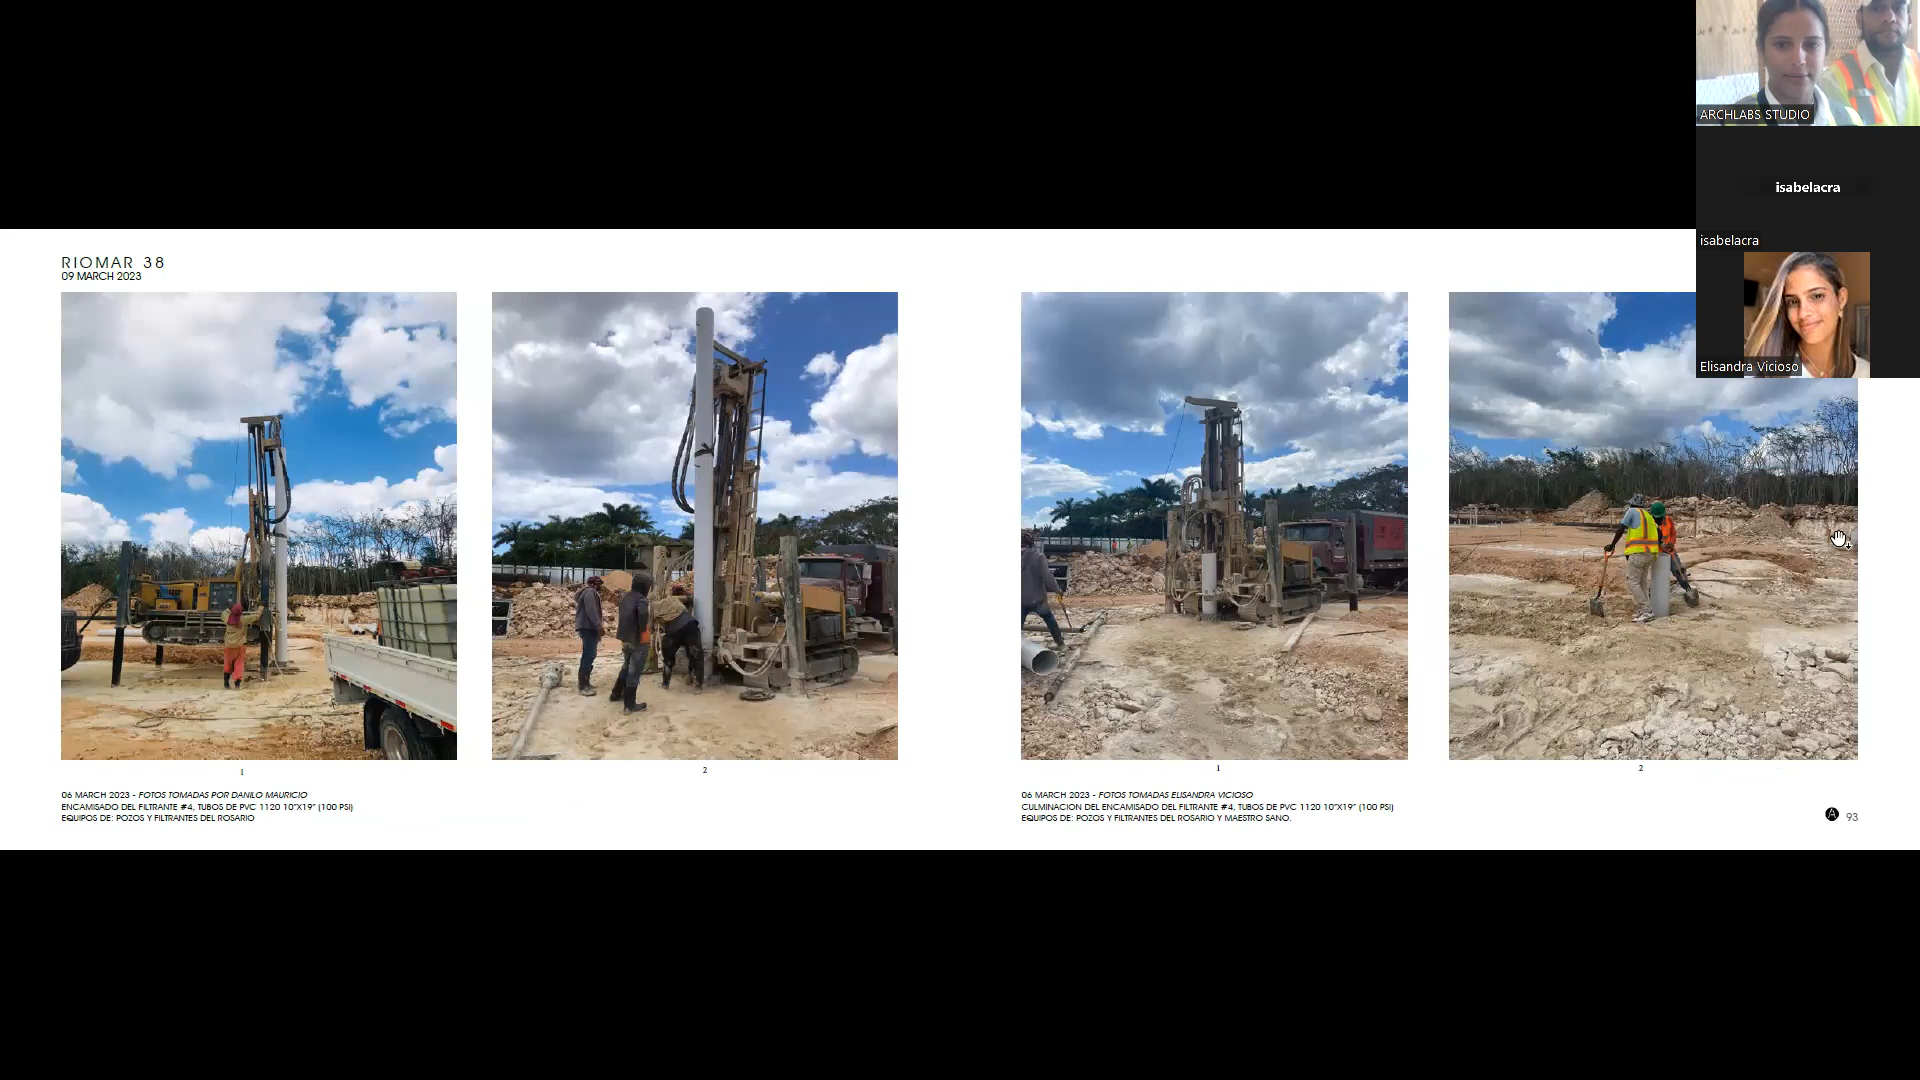 ARCHLABS STUDIO
isabelacra
isabelacra
Elisandra Vicioso
RIOMAR 38
09 MARCH 2023
1
2
1
2
06 MARCH 2023 - FOTOS TOMADAS POR DANILO MAURICIO
ENCAMISADO DEL FILTRANTE #4, TUBOS DE PVC 1120 10"X19" (100 PSI)
EQUIPOS DE: POZOS Y FILTRANTES DEL ROSARIO
06 MARCH 2023 - FOTOS TOMADAS ELISANDRA VICIOSO
CULMINACION DEL ENCAMISADO DEL FILTRANTE #4, TUBOS DE PVC 1120 10"X19" (100 PSI)
EQUIPOS DE: POZOS Y FILTRANTES DEL ROSARIO Y MAESTRO SANO.
A 93